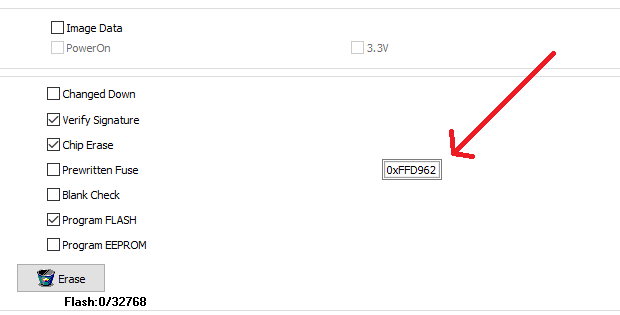 Image Data
PowerOn 3.3V
Changed Down
Verify Signature
Chip Erase
Prewritten Fuse 0xFFD962
Blank Check
Program FLASH
Program EEPROM
Erase
Flash:0/32768